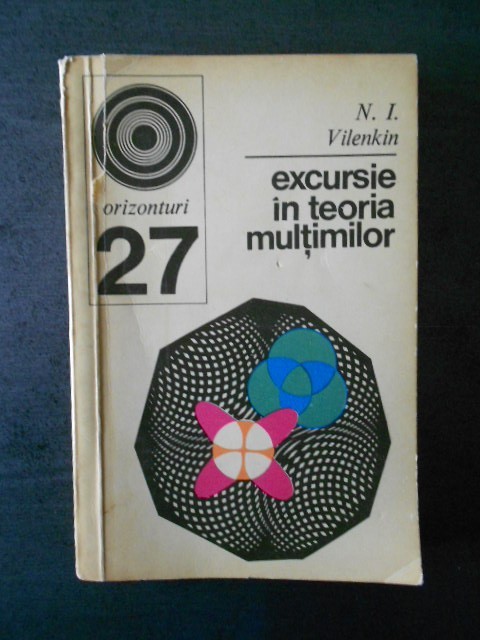 orizonturi
27
N. I.
Vilenkin
excursie
în teoria
mulțimilor